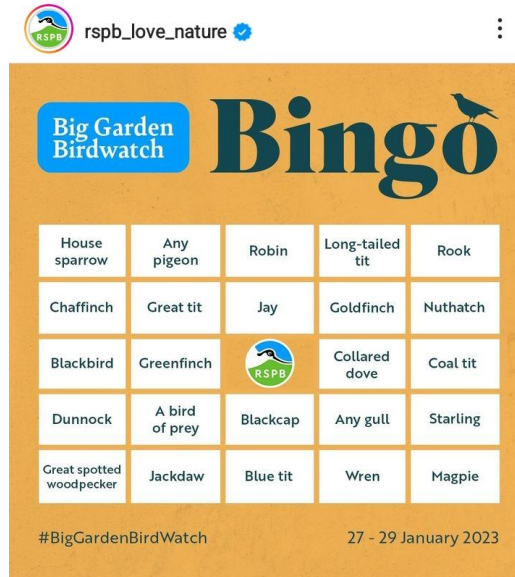 RSPB
rspb_love_nature
Big Garden
Birdwatch
Bingo
House
sparrow
Any
pigeon
Robin
Long-tailed
tit
Rook
Chaffinch
Great tit
Jay
Goldfinch
Nuthatch
Blackbird
Greenfinch
RSPB
Collared
dove
Coal tit
Dunnock
A bird
of prey
Blackcap
Any gull
Starling
Great spotted
woodpecker
Jackdaw
Blue tit
Wren
Magpie
#BigGardenBirdWatch
27 - 29 January 2023